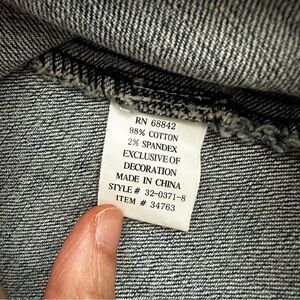 RN 68842
98% COTTON
2% SPANDEX
EXCLUSIVE OF
DECORATION
MADE IN CHINA
STYLE# 32-0371-8
ITEM # 34763